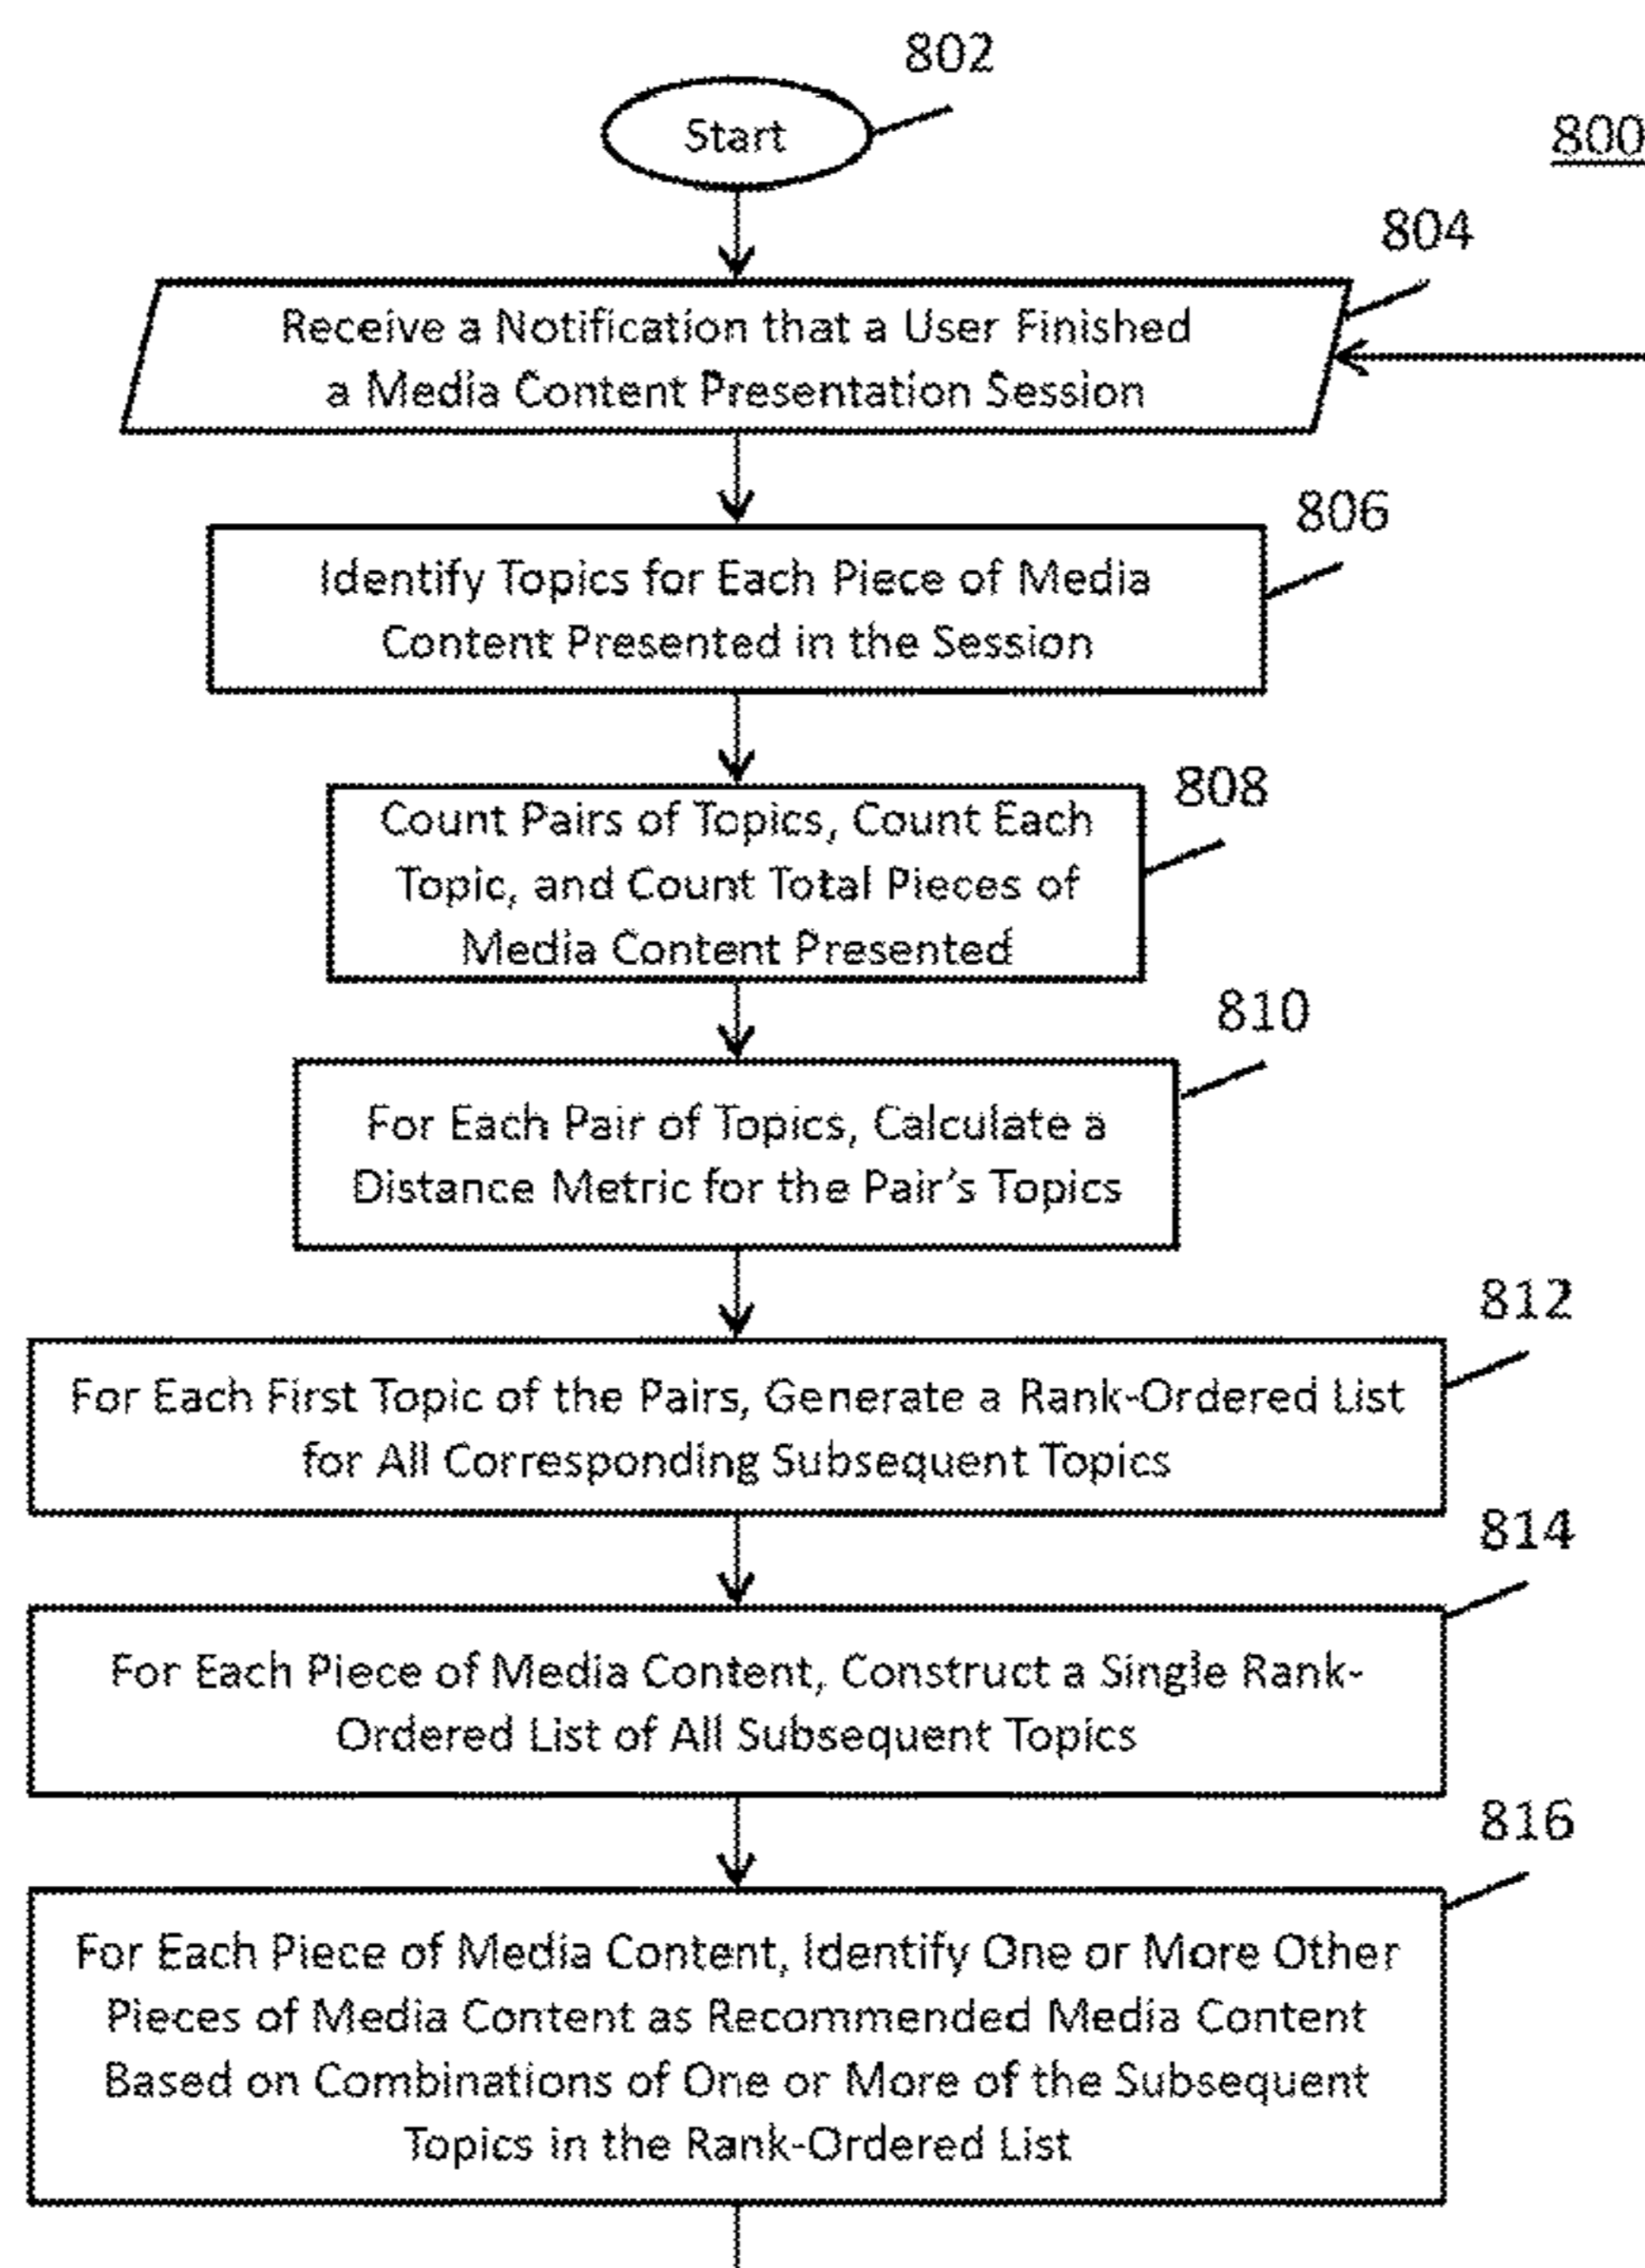 802
Start
800
804
Receive a Notification that a User Finished
a Media Content Presentation Session
806
Identify Topics for Each Piece of Media
Content Presented in the Session
808
Count Pairs of Topics, Count Each
Topic, and Count Total Pieces of
Media Content Presented
810
For Each Pair of Topics, Calculate a
Distance Metric for the Pair's Topics
812
For Each First Topic of the Pairs, Generate a Rank-Ordered List
for All Corresponding Subsequent Topics
814
For Each Piece of Media Content, Construct a Single Rank-
Ordered List of All Subsequent Topics
816
For Each Piece of Media Content, Identify One or More Other
Pieces of Media Content as Recommended Media Content
Based on Combinations of One or More of the Subsequent
Topics in the Rank-Ordered List